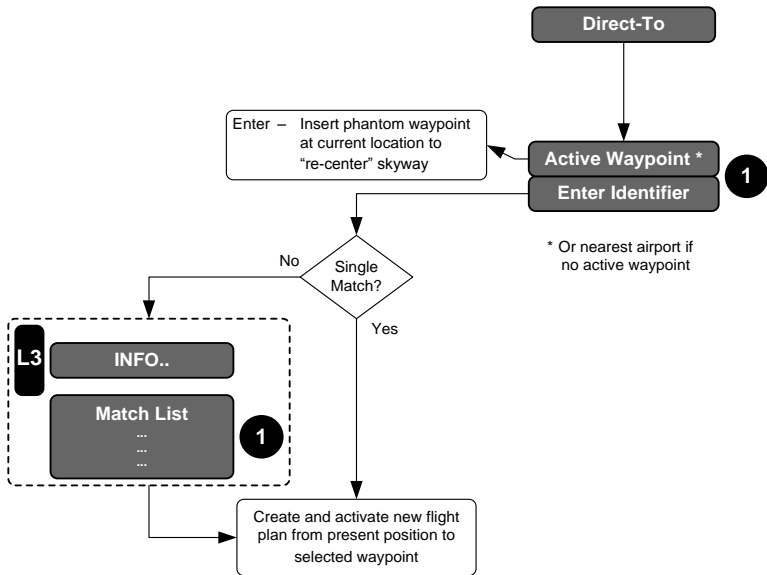 Direct-To
Enter – Insert phantom waypoint
at current location to
“re-center” skyway
Active Waypoint *
1
Enter Identifier
* Or nearest airport if
no active waypoint
No
Single
Match?
Yes
L3
INFO..
Match List
...
...
...
1
Create and activate new flight
plan from present position to
selected waypoint